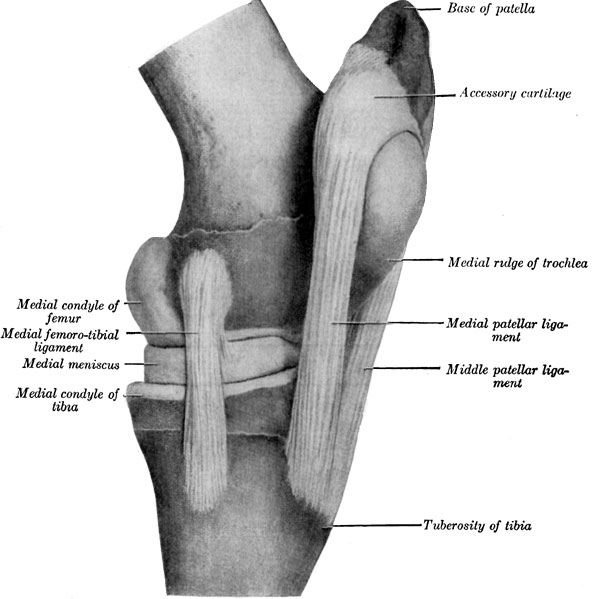 Base of patella
Accessory cartilage
Medial ridge of trochlea
Medial condyle of
femur
Medial femoro-tibial
ligament
Medial meniscus
Medial condyle of
tibia
Medial patellar liga-
ment
Middle patellar liga-
ment
Tuberosity of tibia